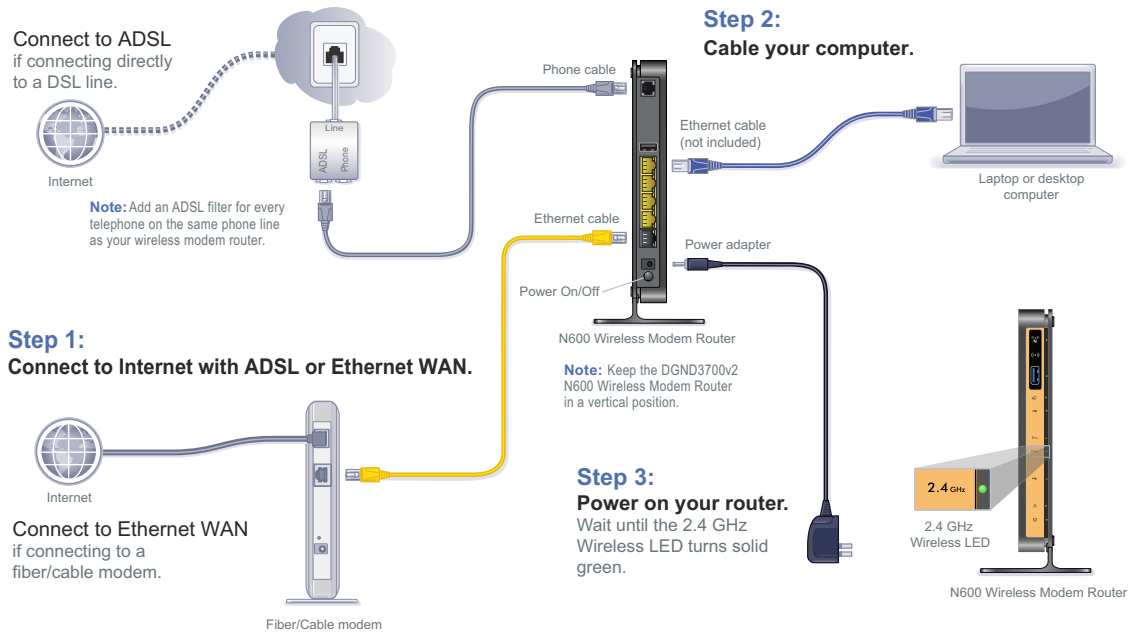 Connect to ADSL
if connecting directly
to a DSL line.
Internet
Line
ADSL
Phone
Note: Add an ADSL filter for every
telephone on the same phone line
as your wireless modem router.
Phone cable
Ethernet cable
Power On/Off
N600 Wireless Modem Router
Note: Keep the DGND3700v2
N600 Wireless Modem Router
in a vertical position.
Step 2:
Cable your computer.
Ethernet cable
(not included)
Laptop or desktop
computer
Power adapter
Step 1:
Connect to Internet with ADSL or Ethernet WAN.
Internet
Connect to Ethernet WAN
if connecting to a
fiber/cable modem.
Fiber/Cable modem
Step 3:
Power on your router.
Wait until the 2.4 GHz
Wireless LED turns solid
green.
2.4 GHz
2.4 GHz
Wireless LED
N600 Wireless Modem Router